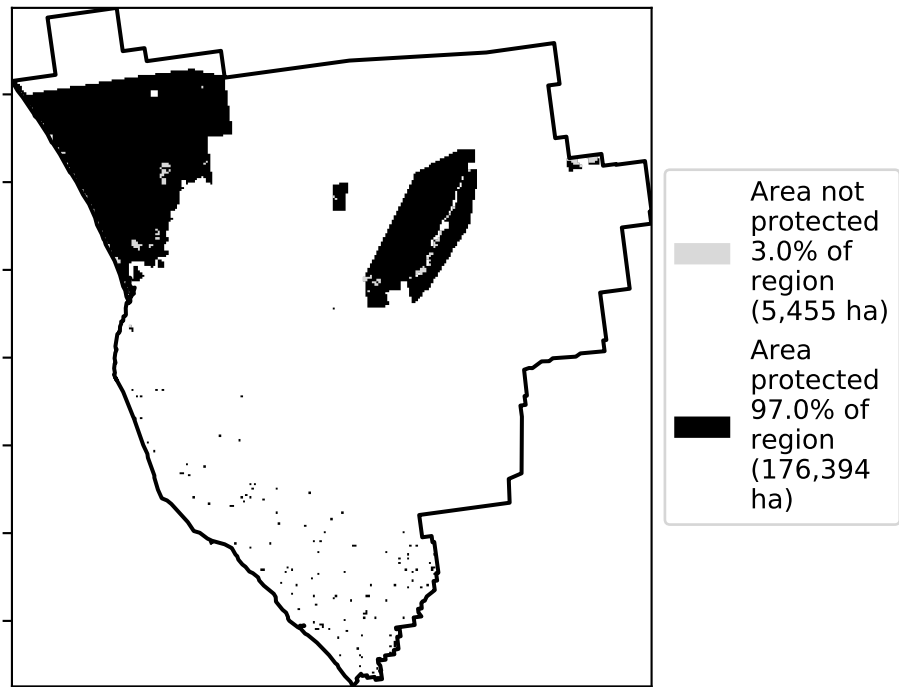 Area not
protected
3.0% of
region
(5,455 ha)
Area
protected
97.0% of
region
(176,394
ha)